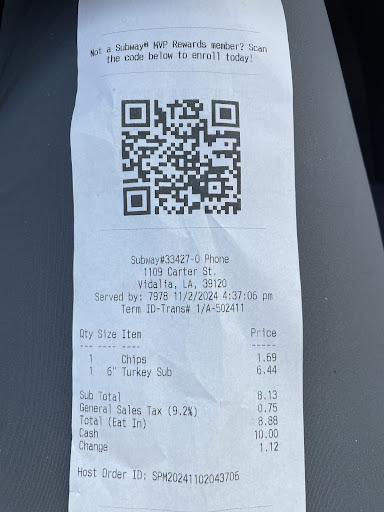 Not a Subway® MVP Rewards member? Scan
the code below to enroll today!
Subway#33427-0 Phone
1109 Carter St.
Vidalia, LA, 39120
Served by: 7978 11/2/2024 4:37:06 pm
Term ID-Trans# 1/A-502411
Qty Size Item Price
1 Chips 1.69
1 6" Turkey Sub 6.44
Sub Total 8.13
General Sales Tax (9.2%) 0.75
Total (Eat In) 8.88
Cash 10.00
Change 1.12
Host Order ID: SPM20241102043706